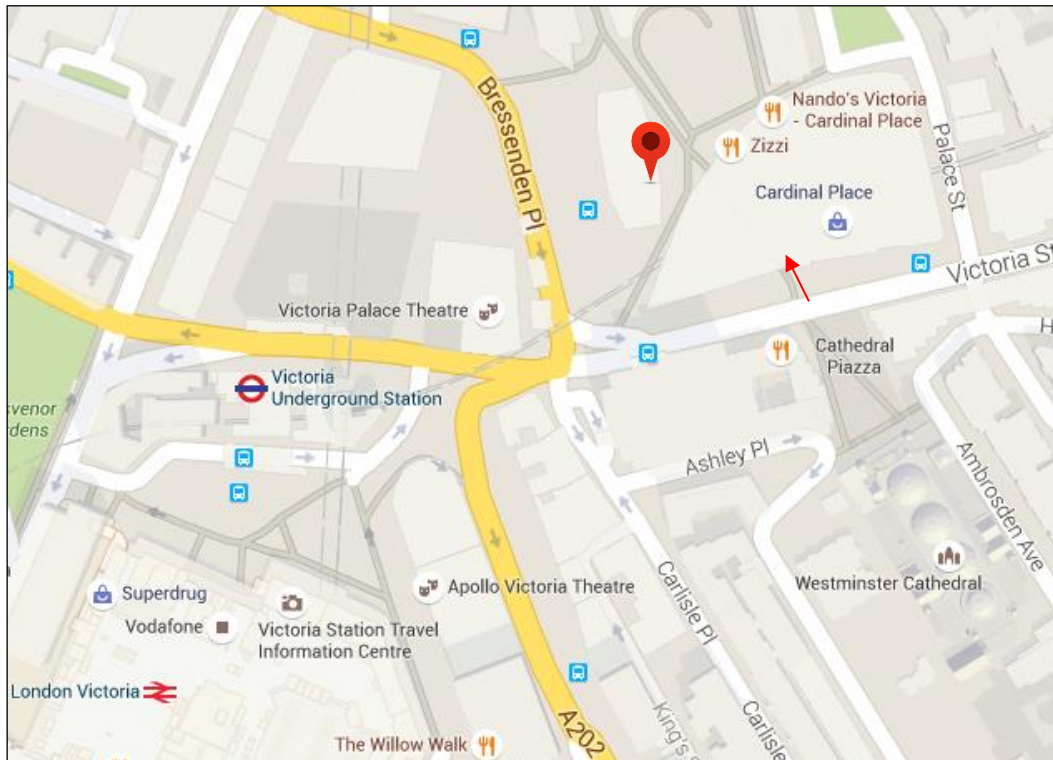 Bressenden Pl
Nando's Victoria
- Cardinal Place
Zizzi
Palace St
Cardinal Place
Victoria St
Victoria Palace Theatre
Cathedral
Piazza
H
Victoria
Underground Station
svenor
rdens
Ashley Pl
Ambrosden Ave
Westminster Cathedral
Superdrug
Apollo Victoria Theatre
Carlisle Pl
Vodafone
Victoria Station Travel
Information Centre
London Victoria
King's
Carlisle
A202
The Willow Walk